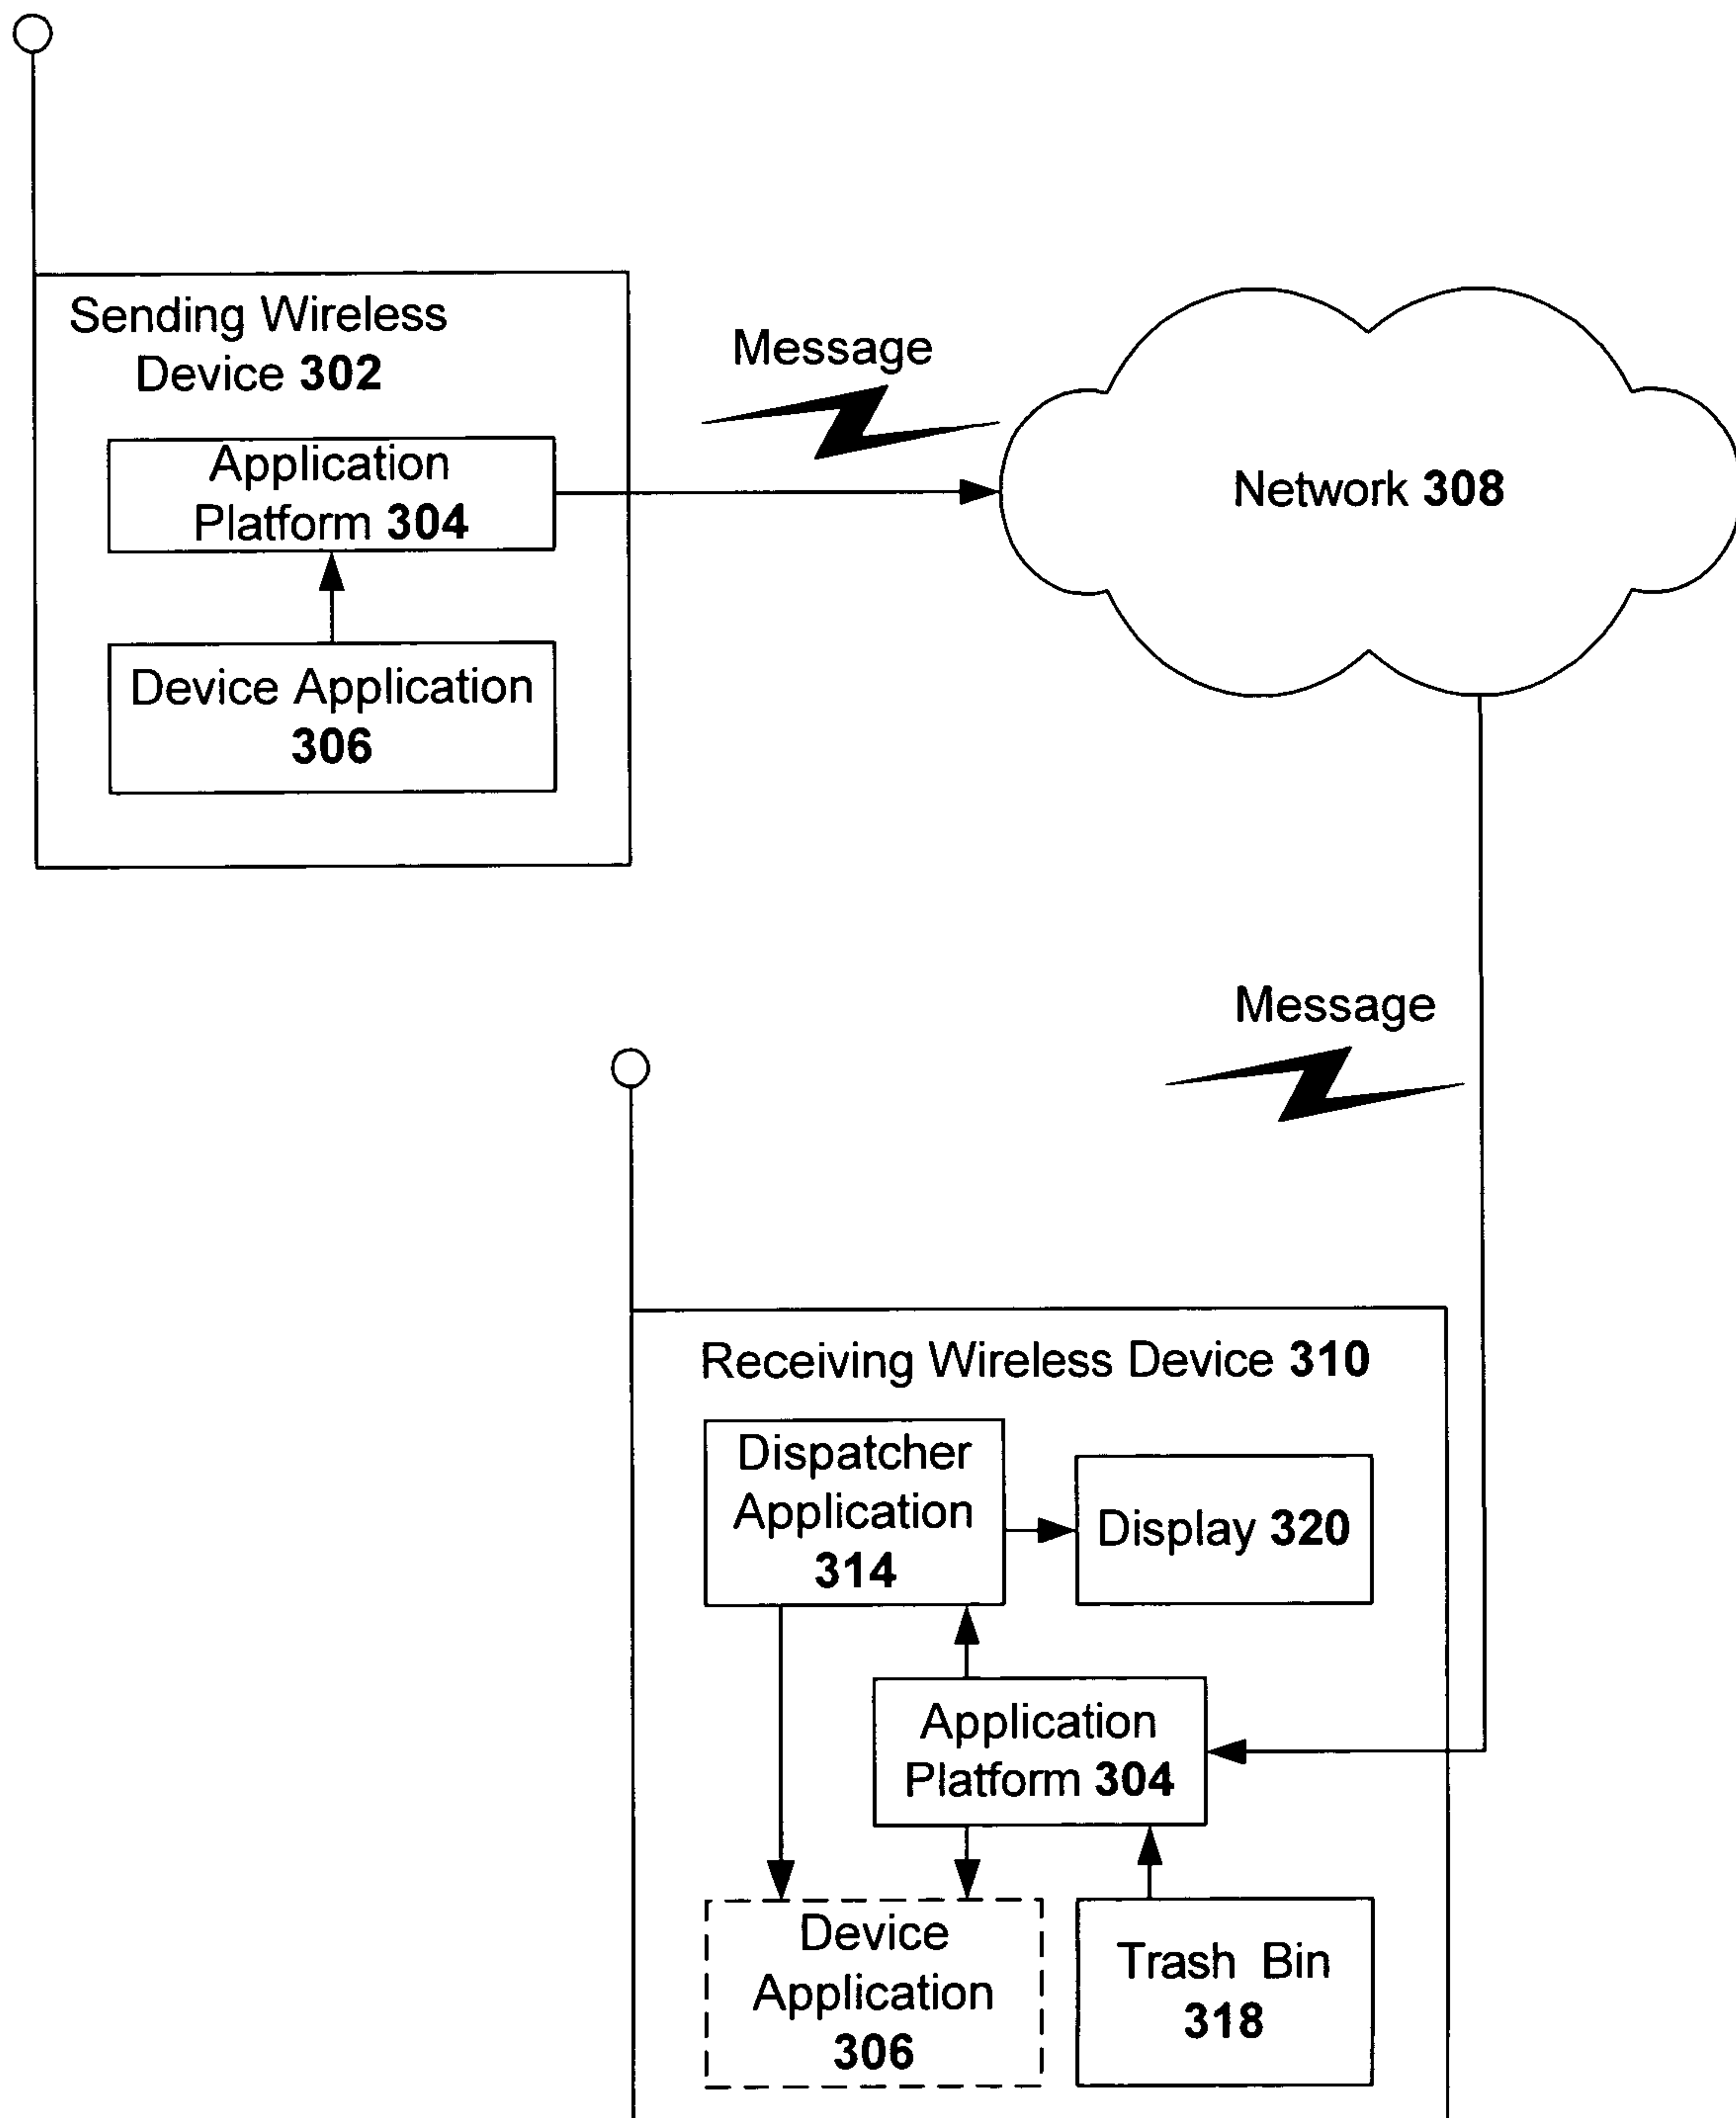 Sending Wireless
Device 302
Application
Platform 304
Device Application
306
Message
Network 308
Message
Receiving Wireless Device 310
Dispatcher
Application
314
Display 320
Application
Platform 304
Device
Application
306
Trash Bin
318